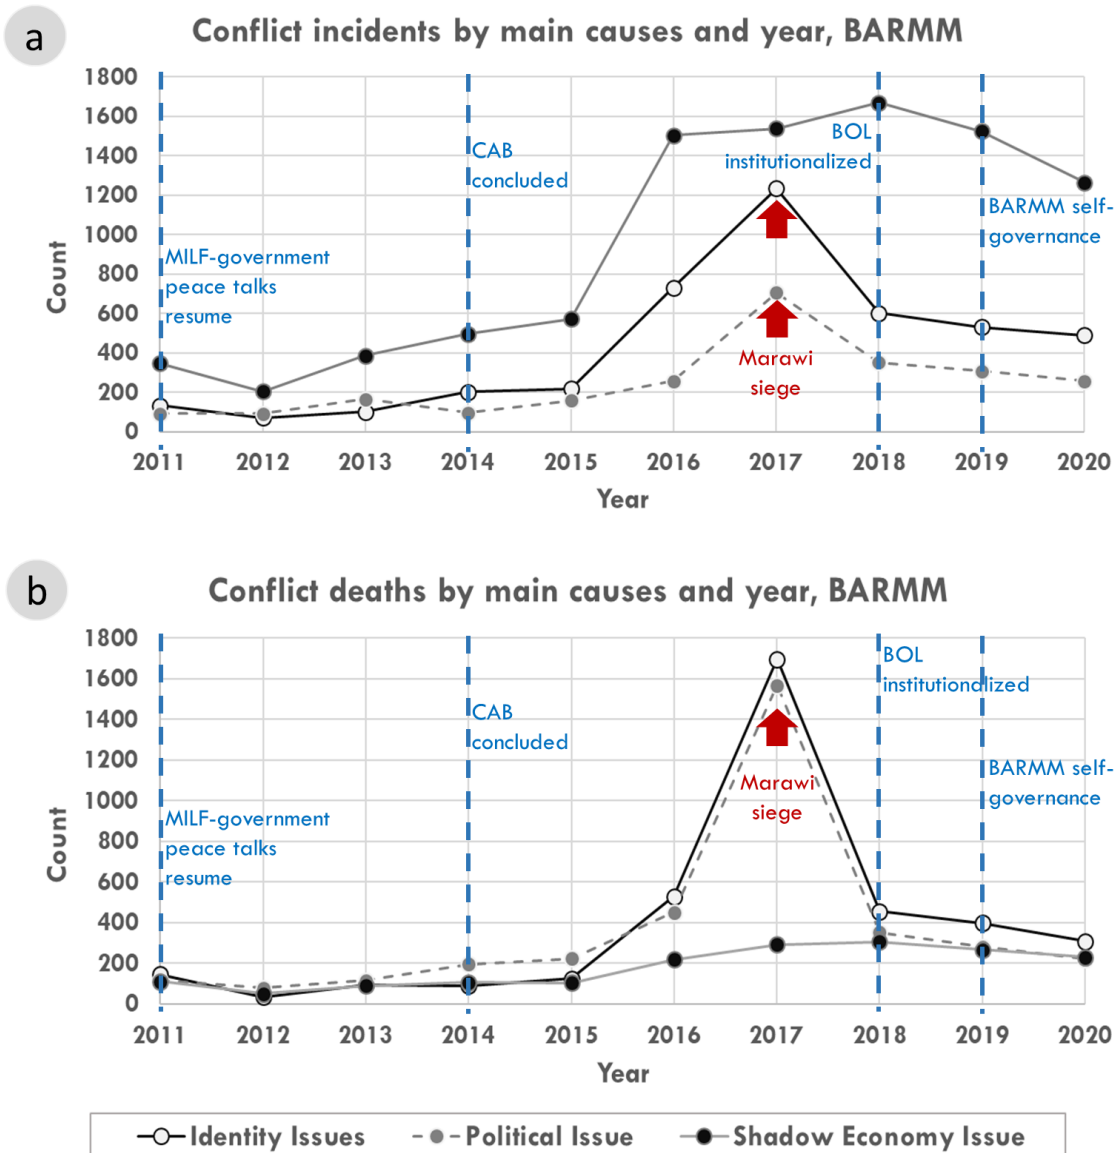 a
Conflict incidents by main causes and year, BARMM
1800
1600
1400
1200
1000
800
600
400
200
0
Count
MILF-government
peace talks
resume
CAB
concluded
BOL
institutionalized
BARMM self-
governance
Marawi
siege
2011 2012 2013 2014 2015 2016 2017 2018 2019 2020
Year
b
Conflict deaths by main causes and year, BARMM
1800
1600
1400
1200
1000
800
600
400
200
0
Count
MILF-government
peace talks
resume
CAB
concluded
BOL
institutionalized
BARMM self-
governance
Marawi
siege
2011 2012 2013 2014 2015 2016 2017 2018 2019 2020
Year
Identity Issues Political Issue Shadow Economy Issue